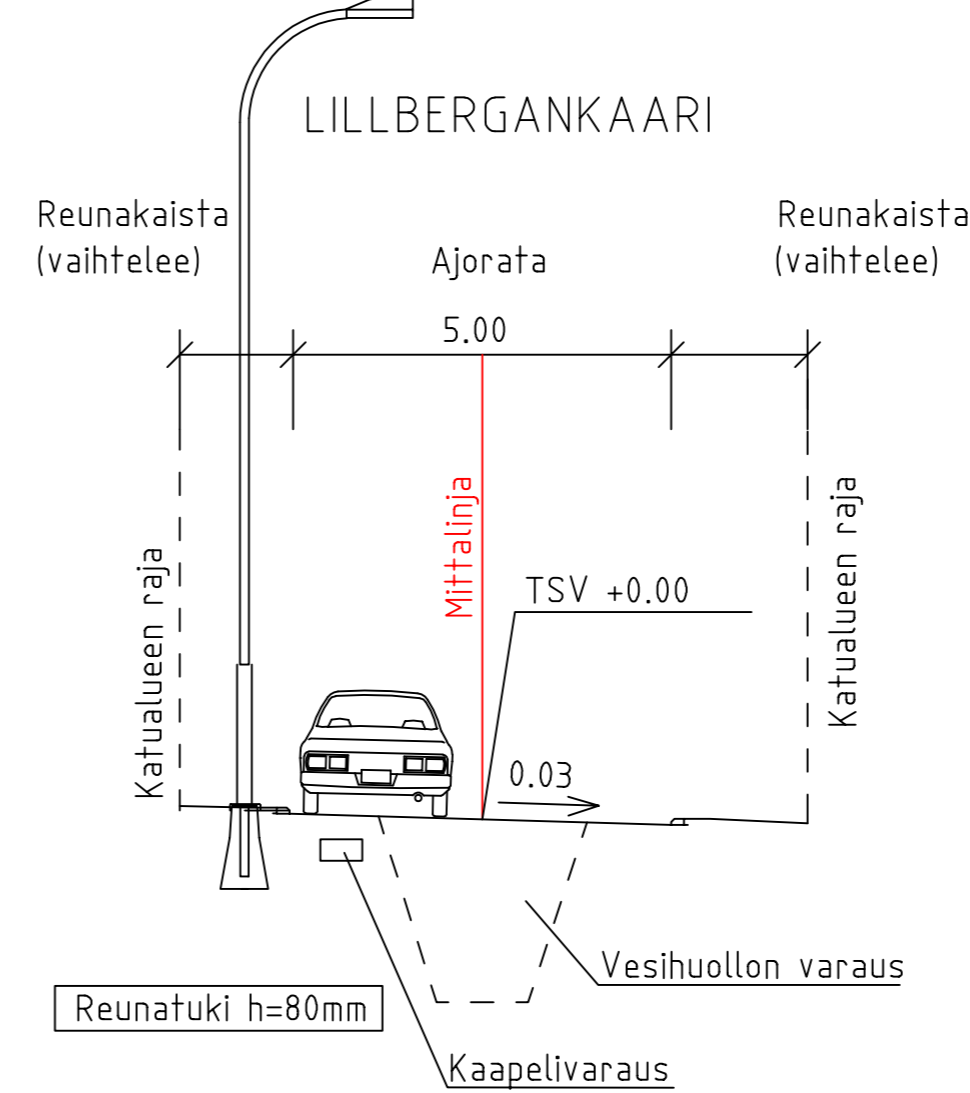 LILLBERGANKAARI
Reunakaista
(vaihtelee)
Ajorata
Reunakaista
(vaihtelee)
5.00
Mittalinja
Katualueen raja
Katualueen raja
TSV +0.00
0.03
Vesihuollon varaus
Reunatuki h=80mm
Kaapelivaraus